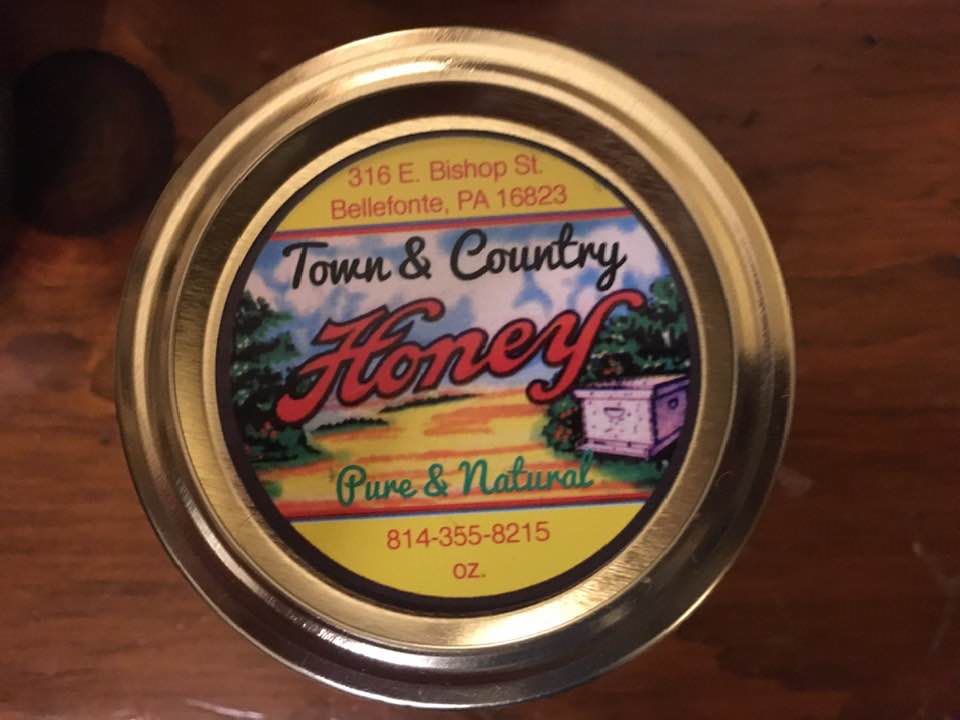 316 E. Bishop St.
Bellefonte, PA 16823
Town & Country
Honey
Pure & Natural
814-355-8215
oz.